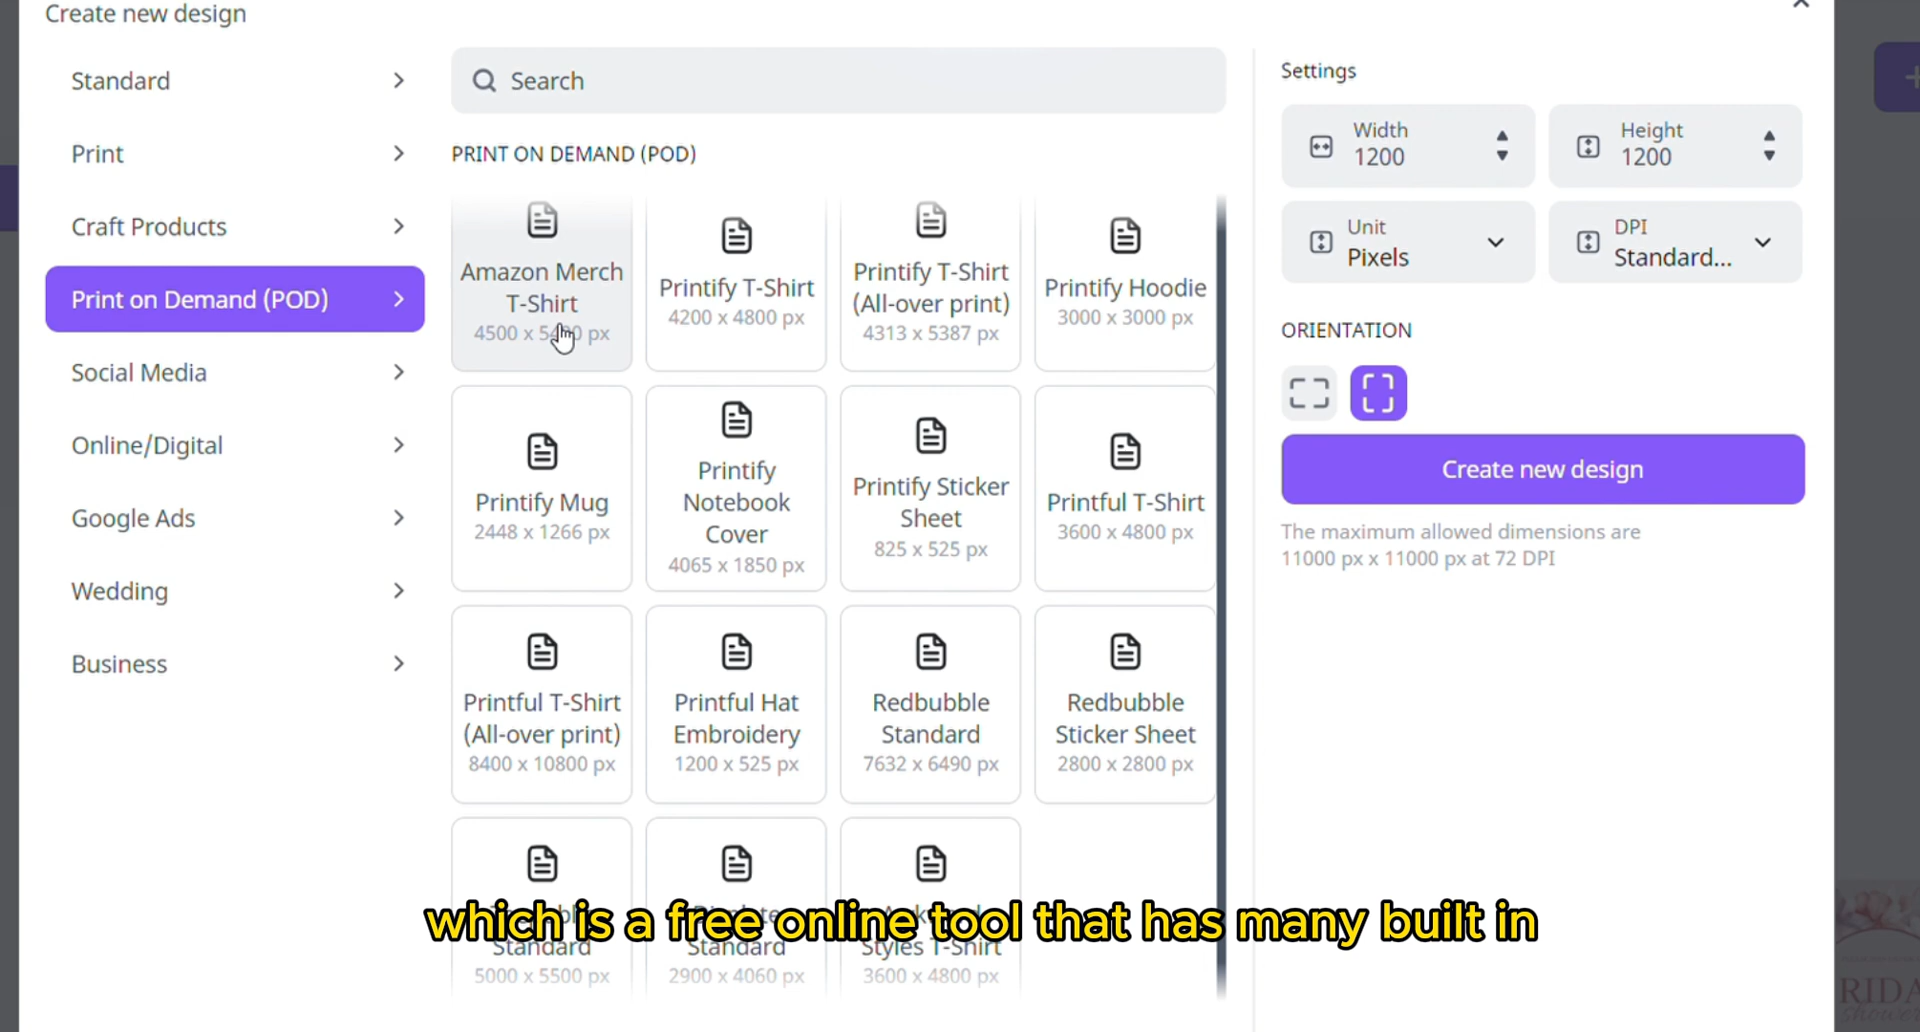 Create new design
Standard
Print
Craft Products
Print on Demand (POD)
Social Media
Online/Digital
Google Ads
Wedding
Business
Search
PRINT ON DEMAND (POD)
Amazon Merch
T-Shirt
4500 x 5400 px
Printify T-Shirt
4200 x 4800 px
Printify T-Shirt
(All-over print)
4313 x 5387 px
Printify Hoodie
3000 x 3000 px
Printify Mug
2448 x 1266 px
Printify
Notebook
Cover
4065 x 1850 px
Printify Sticker
Sheet
825 x 525 px
Printful T-Shirt
3600 x 4800 px
Printful T-Shirt
(All-over print)
8400 x 10800 px
Printful Hat
Embroidery
1200 x 525 px
Redbubble
Standard
7632 x 6490 px
Redbubble
Sticker Sheet
2800 x 2800 px
Standard
5000 x 5500 px
Standard
2900 x 4060 px
Styles T-Shirt
3600 x 4800 px
which is a free online tool that has many built in
Settings
Width
1200
Height
1200
Unit
Pixels
DPI
Standard...
ORIENTATION
Create new design
The maximum allowed dimensions are
11000 px x 11000 px at 72 DPI